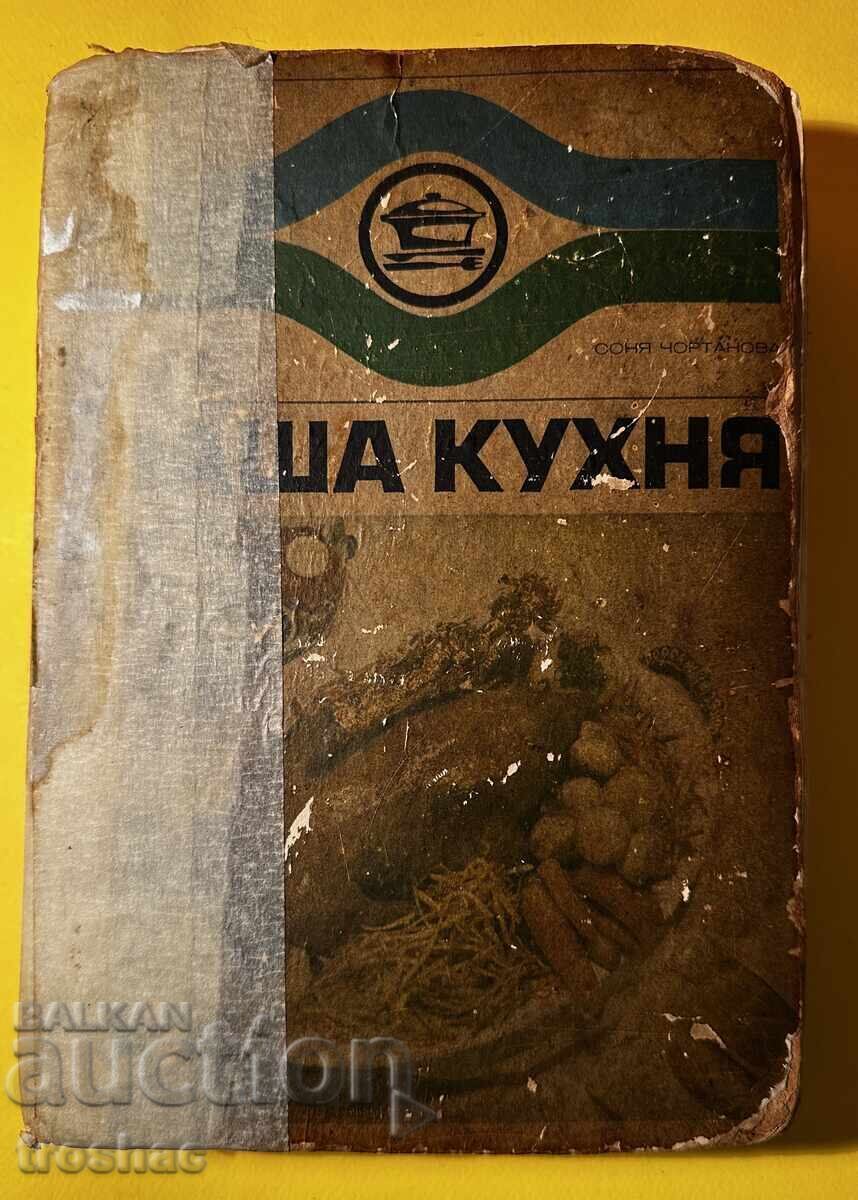 СОНЯ ЧОРТАНОВА
ША КУХНЯ
BALKAN
auction
troshac